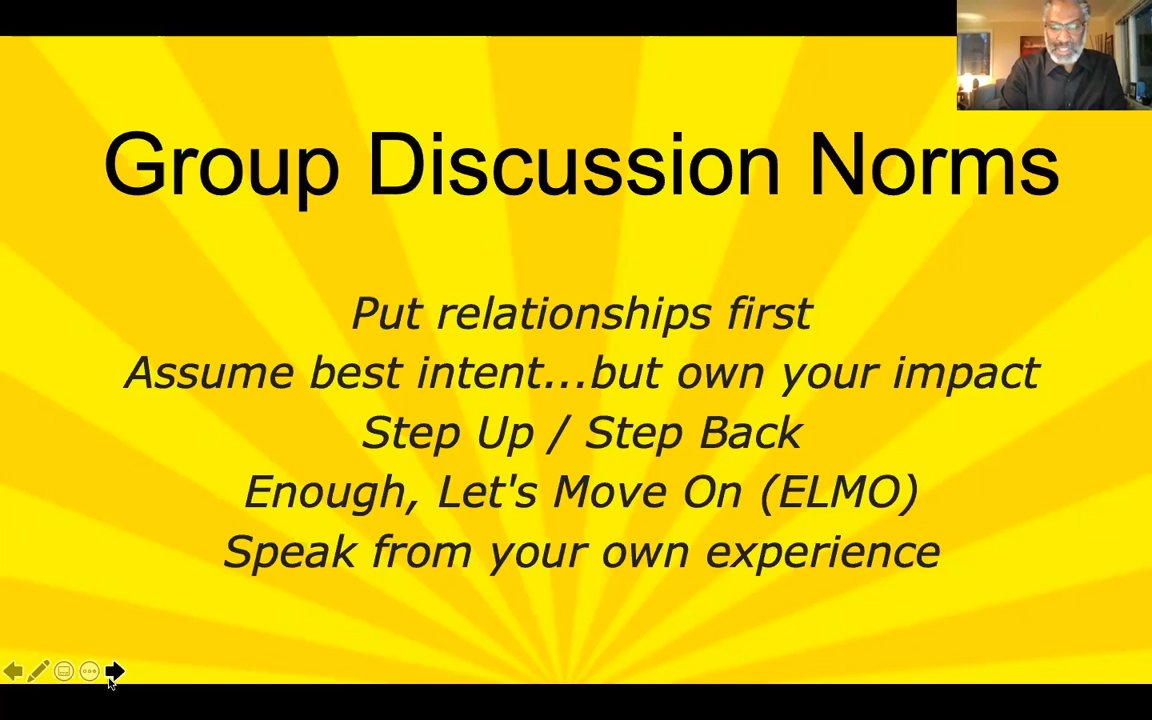 Group Discussion Norms
Put relationships first
Assume best intent...but own your impact
Step Up / Step Back
Enough, Let's Move On (ELMO)
Speak from your own experience